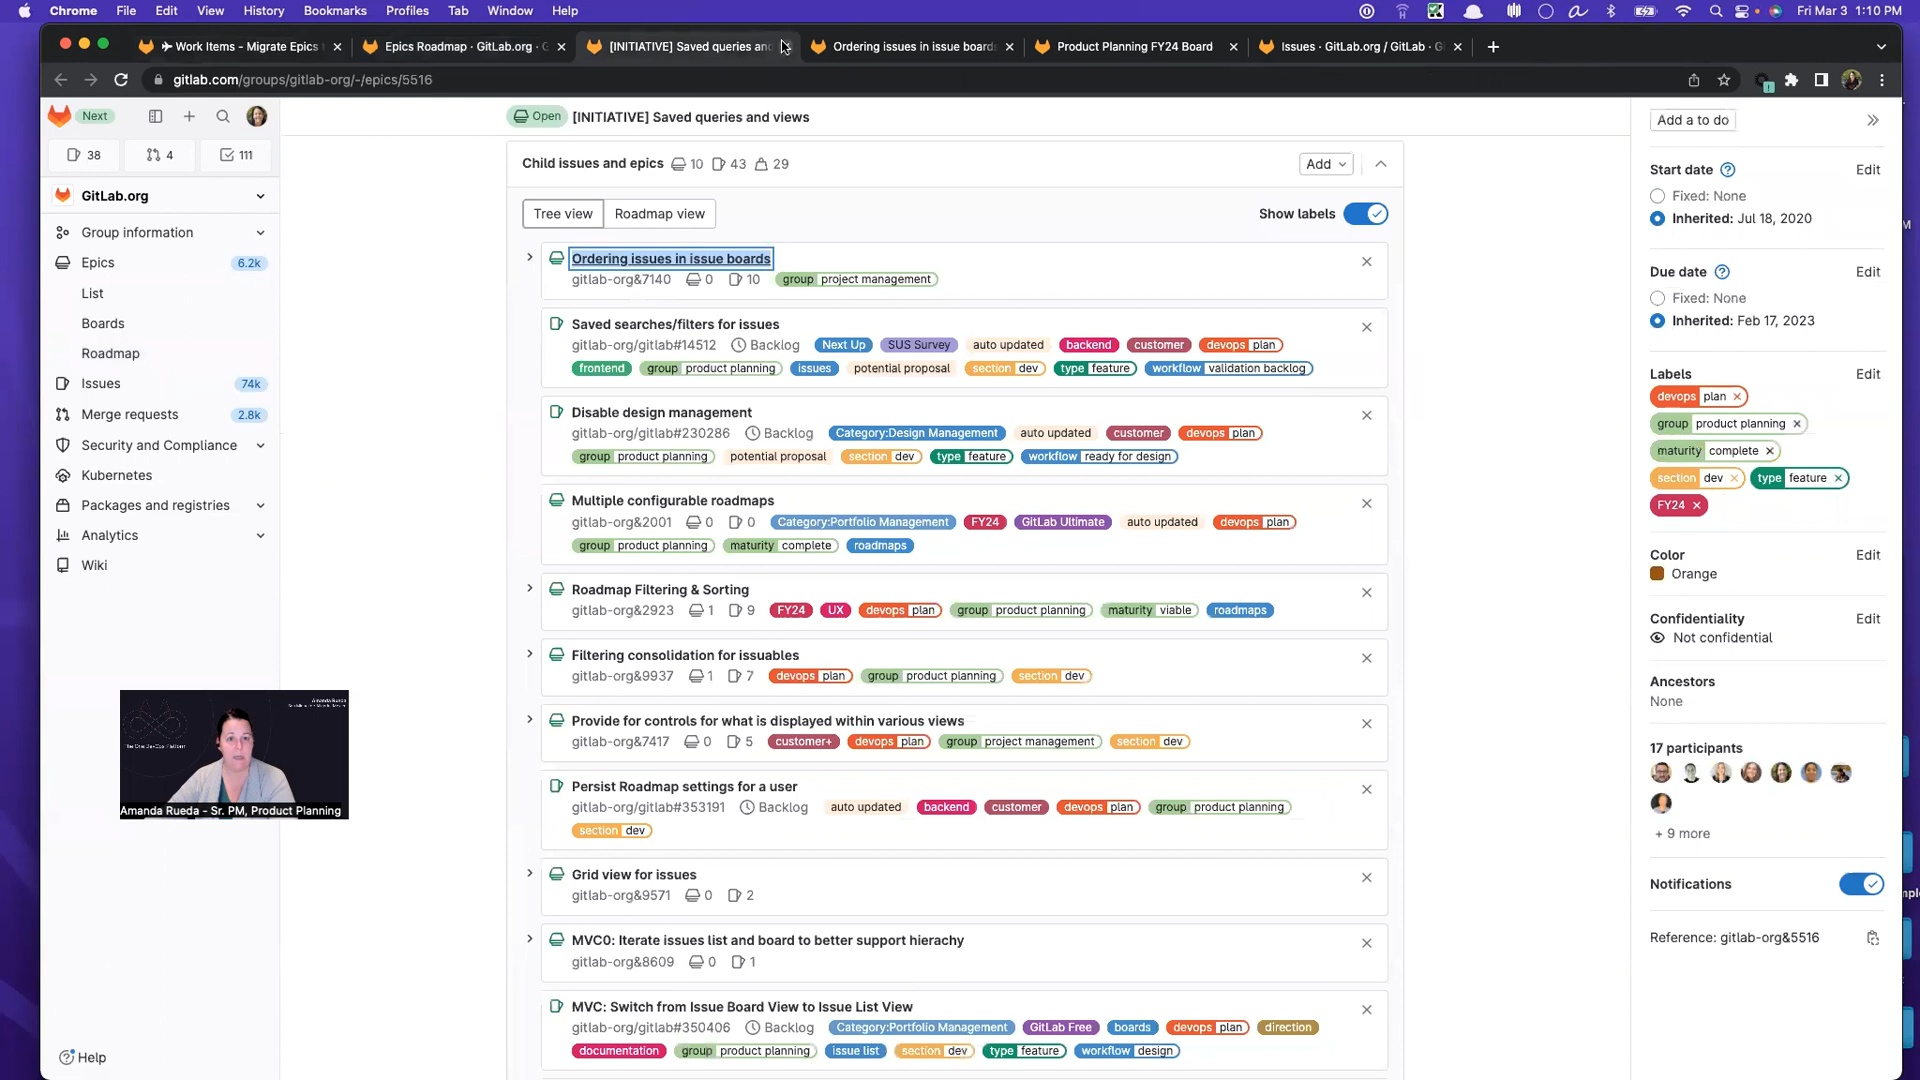 Chrome File Edit View History Bookmarks Profiles Tab Window Help Fri Mar 3 1:10 PM
Work Items - Migrate Epics
Epics Roadmap · GitLab.org · G
[INITIATIVE] Saved queries and
Ordering issues in issue boards
Product Planning FY24 Board
Issues · GitLab.org / GitLab · G
gitlab.com/groups/gitlab-org/-/epics/5516
Next
38 4 111
GitLab.org
Group information
Epics 6.2k
List
Boards
Roadmap
Issues 74k
Merge requests 2.8k
Security and Compliance
Kubernetes
Packages and registries
Analytics
Wiki
Amanda Rueda - Sr. PM, Product Planning
Help
Open [INITIATIVE] Saved queries and views
Child issues and epics 10 43 29 Add
Tree view Roadmap view Show labels
Ordering issues in issue boards
gitlab-org&7140 0 10 group project management
Saved searches/filters for issues
gitlab-org/gitlab#14512 Backlog Next Up SUS Survey auto updated backend customer devops plan
frontend group product planning issues potential proposal section dev type feature workflow validation backlog
Disable design management
gitlab-org/gitlab#230286 Backlog Category:Design Management auto updated customer devops plan
group product planning potential proposal section dev type feature workflow ready for design
Multiple configurable roadmaps
gitlab-org&2001 0 0 Category:Portfolio Management FY24 GitLab Ultimate auto updated devops plan
group product planning maturity complete roadmaps
Roadmap Filtering & Sorting
gitlab-org&2923 1 9 FY24 UX devops plan group product planning maturity viable roadmaps
Filtering consolidation for issuables
gitlab-org&9937 1 7 devops plan group product planning section dev
Provide for controls for what is displayed within various views
gitlab-org&7417 0 5 customer+ devops plan group project management section dev
Persist Roadmap settings for a user
gitlab-org/gitlab#353191 Backlog auto updated backend customer devops plan group product planning
section dev
Grid view for issues
gitlab-org&9571 0 2
MVC0: Iterate issues list and board to better support hierachy
gitlab-org&8609 0 1
MVC: Switch from Issue Board View to Issue List View
gitlab-org/gitlab#350406 Backlog Category:Portfolio Management GitLab Free boards devops plan direction
documentation group product planning issue list section dev type feature workflow design
Add a to do
Start date Edit
Fixed: None
Inherited: Jul 18, 2020
Due date Edit
Fixed: None
Inherited: Feb 17, 2023
Labels Edit
devops plan
group product planning
maturity complete
section dev type feature
FY24
Color Edit
Orange
Confidentiality Edit
Not confidential
Ancestors
None
17 participants
+ 9 more
Notifications
Reference: gitlab-org&5516